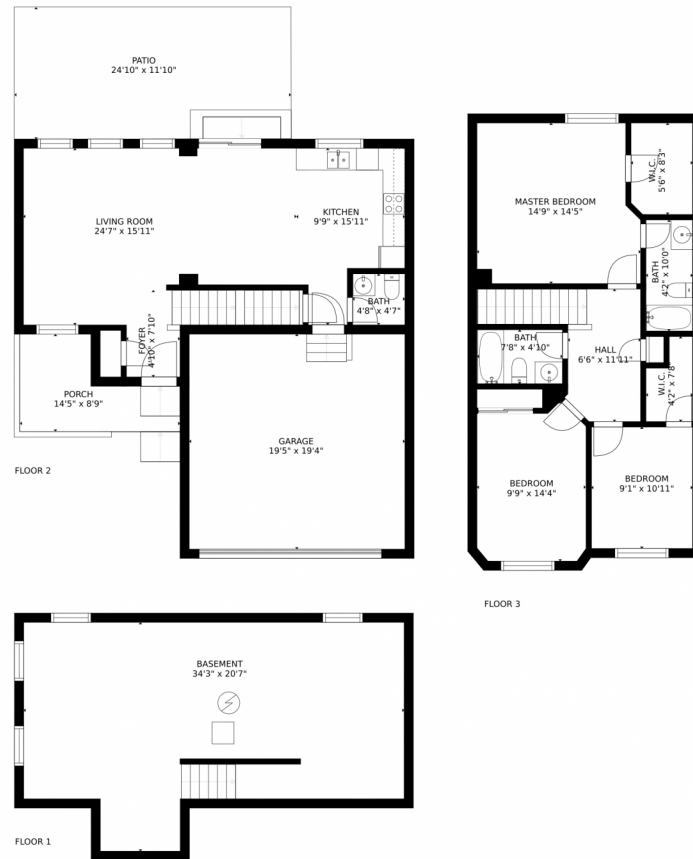 PATIO
24'10" x 11'10"
LIVING ROOM
24'7" x 15'11"
KITCHEN
9'9" x 15'11"
BATH
4'8" x 4'7"
FOYER
4'10" x 7'10"
PORCH
14'5" x 8'9"
GARAGE
19'5" x 19'4"
FLOOR 2
MASTER BEDROOM
14'9" x 14'5"
W.I.C.
5'6" x 8'3"
BATH
4'2" x 10'0"
BATH
7'8" x 4'10"
HALL
6'6" x 11'11"
W.I.C.
4'2" x 7'8"
BEDROOM
9'9" x 14'4"
BEDROOM
9'1" x 10'11"
FLOOR 3
BASEMENT
34'3" x 20'7"
FLOOR 1